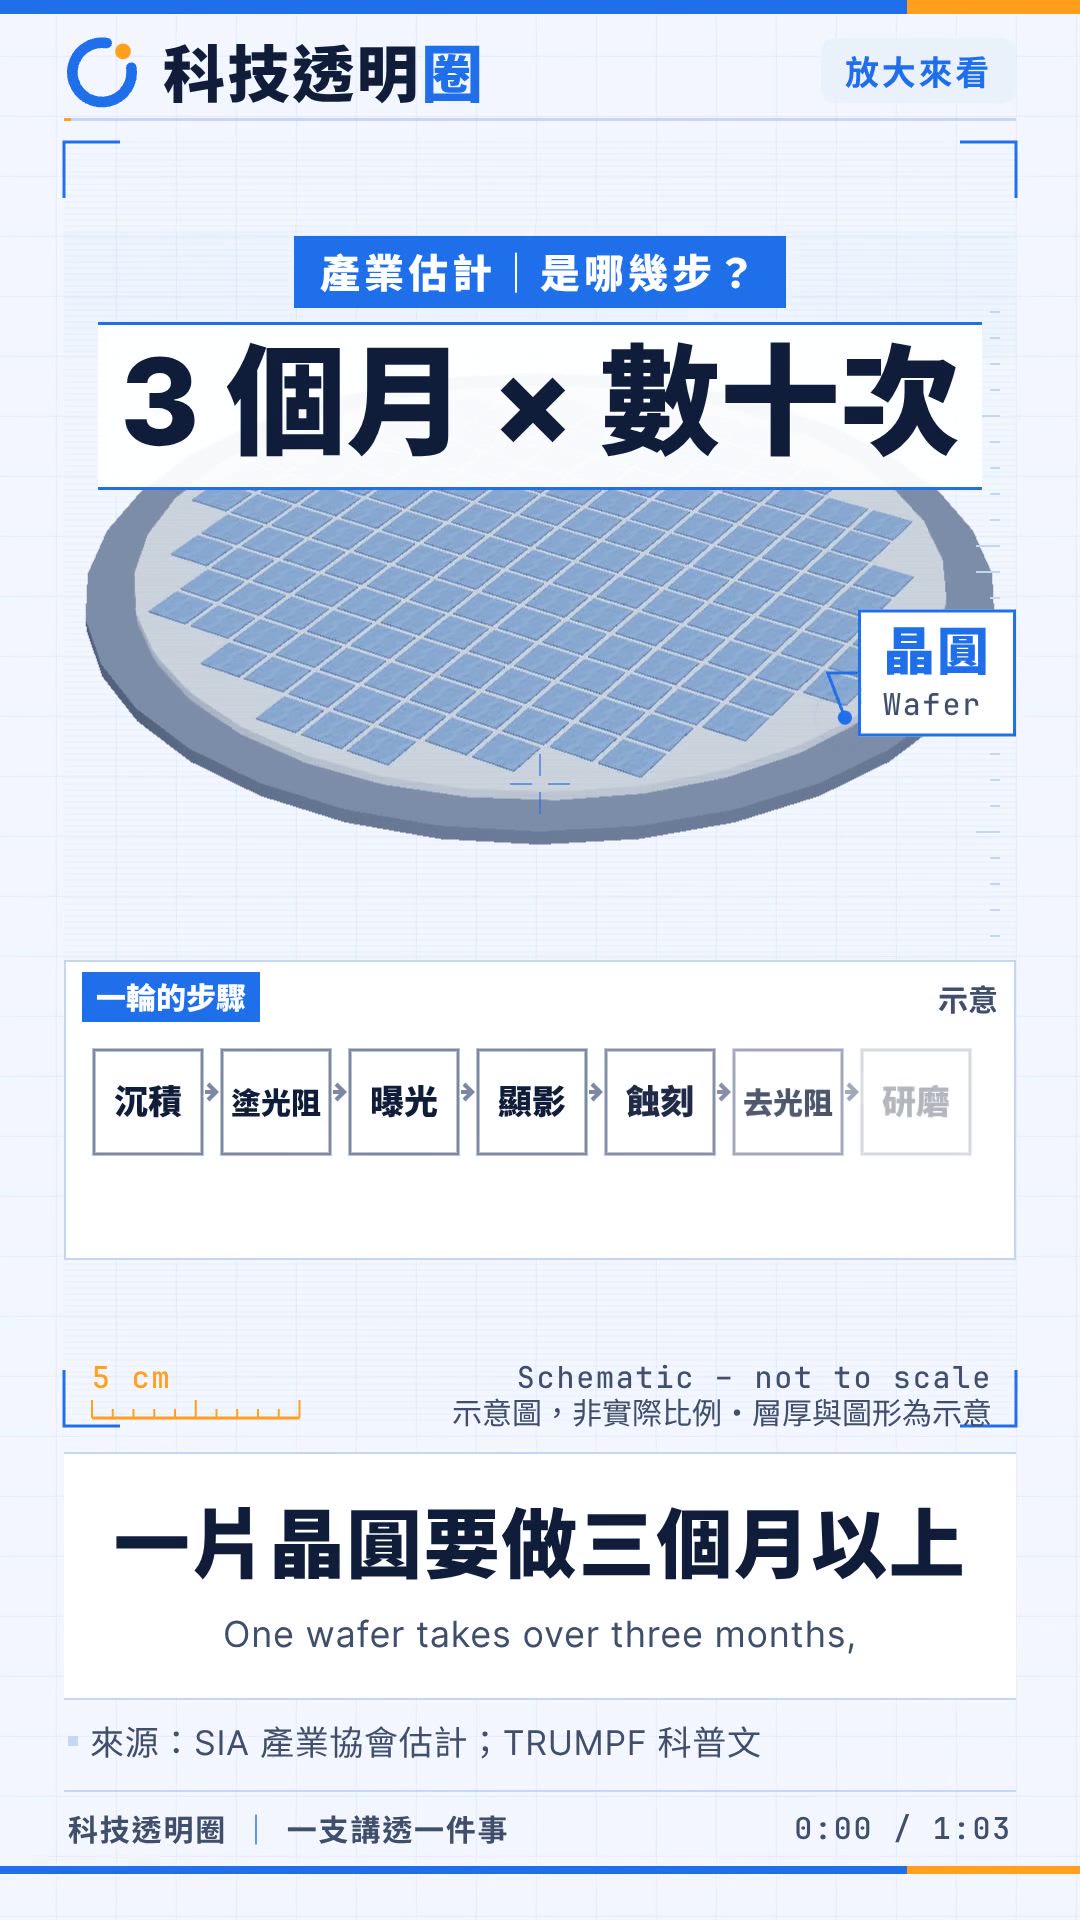 科技透明圈
放大來看
產業估計｜是哪幾步？
3 個月 × 數十次
晶圓
Wafer
一輪的步驟
示意
沉積
塗光阻
曝光
顯影
蝕刻
去光阻
研磨
5 cm
Schematic – not to scale
示意圖，非實際比例・層厚與圖形為示意
一片晶圓要做三個月以上
One wafer takes over three months,
來源：SIA 產業協會估計；TRUMPF 科普文
科技透明圈｜一支講透一件事
0:00 / 1:03